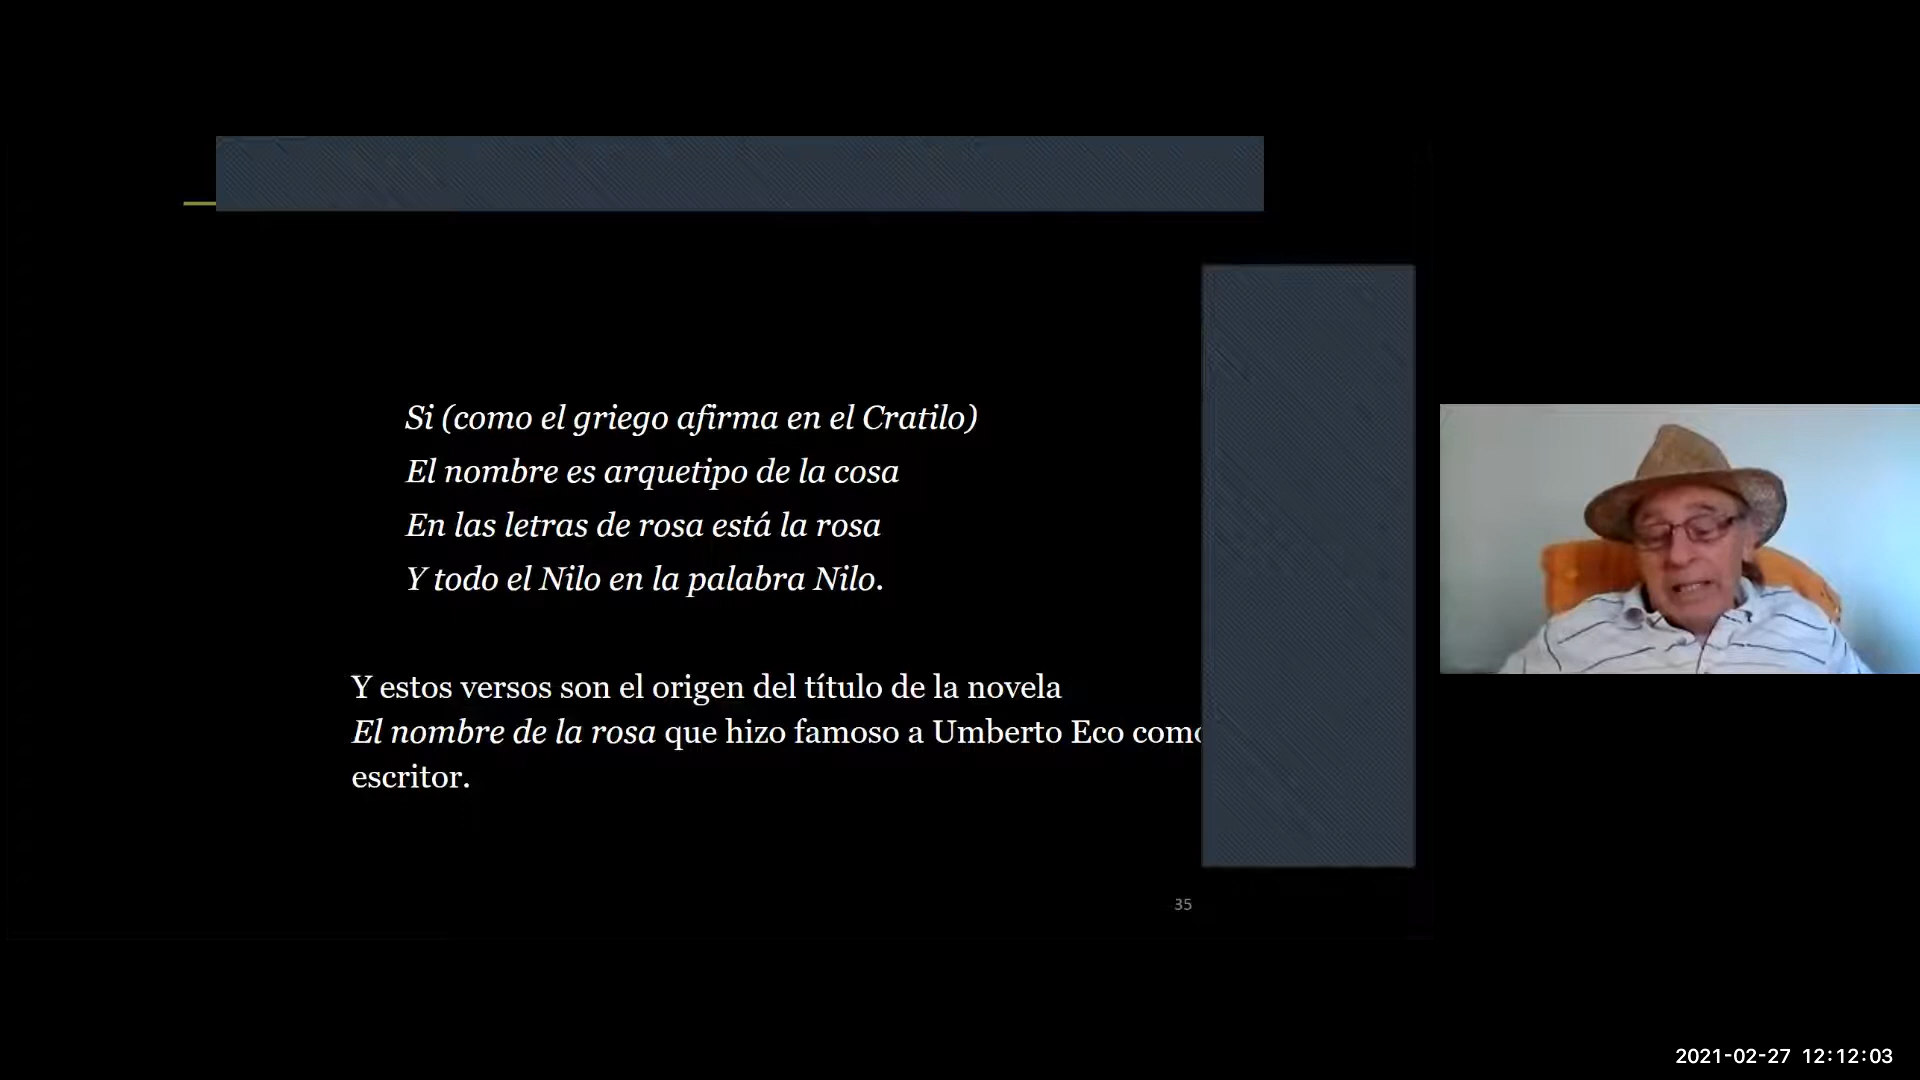 Si (como el griego afirma en el Cratilo)
El nombre es arquetipo de la cosa
En las letras de rosa está la rosa
Y todo el Nilo en la palabra Nilo.
Y estos versos son el origen del título de la novela
El nombre de la rosa que hizo famoso a Umberto Eco como
escritor.
35
2021-02-27 12:12:03